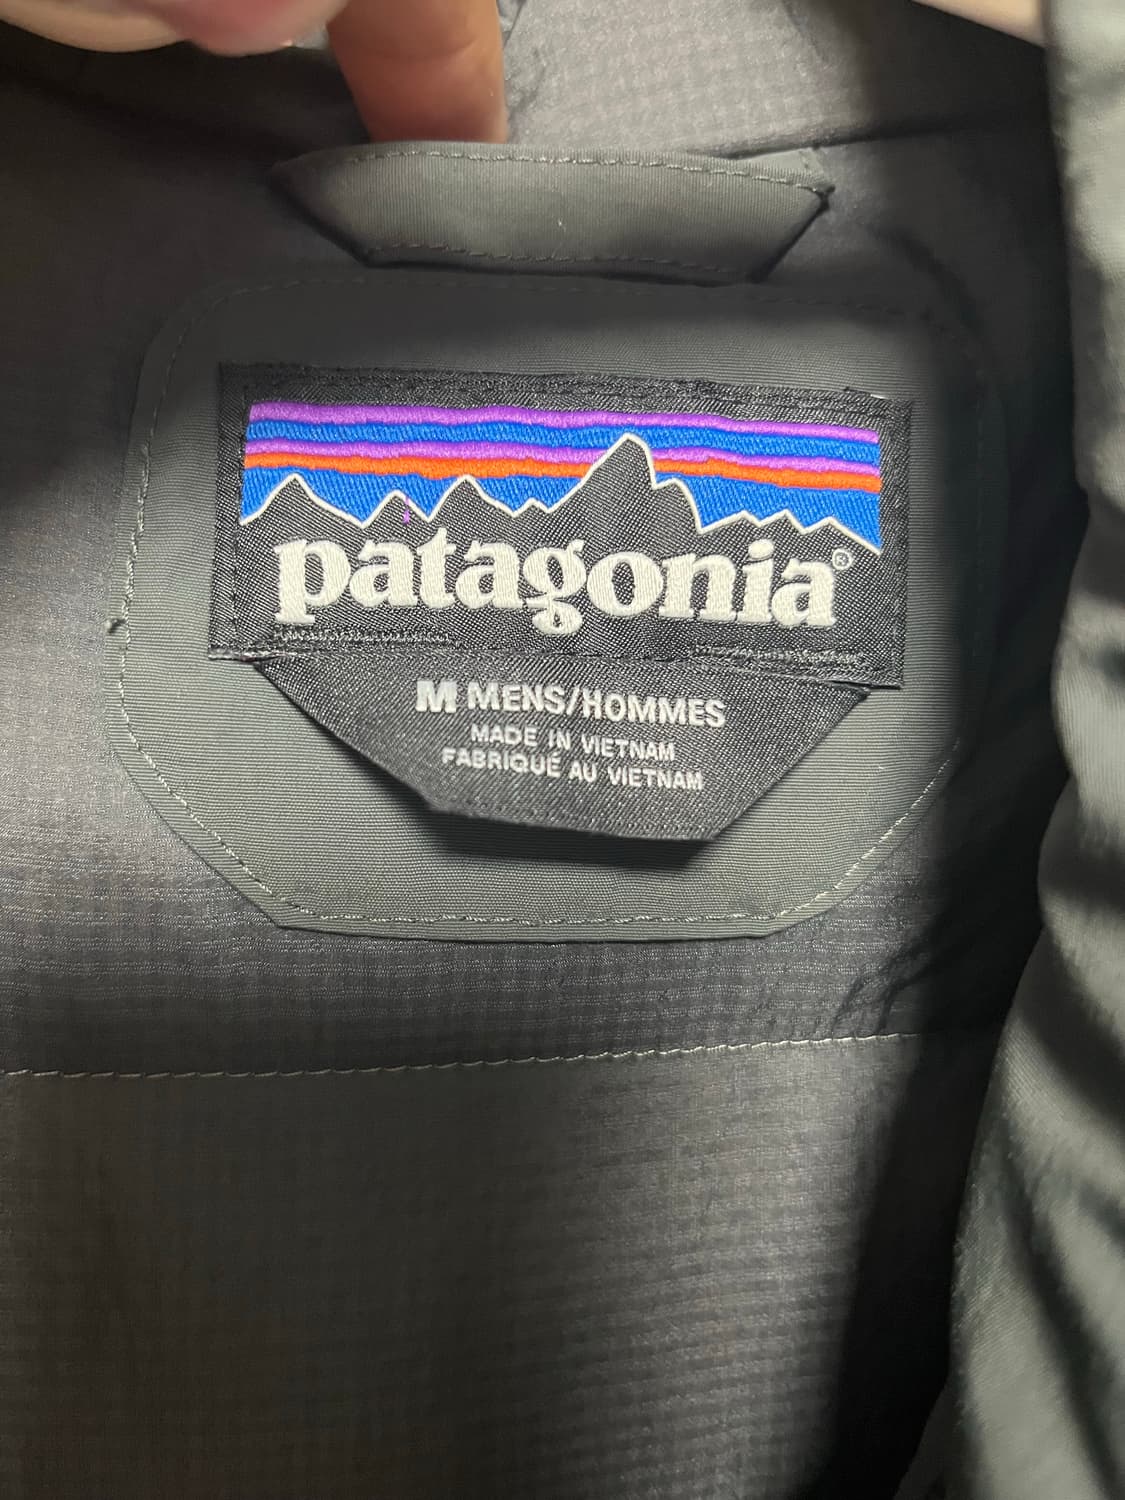 patagonia®
M MENS/HOMMES
MADE IN VIETNAM
FABRIQUÉ AU VIETNAM